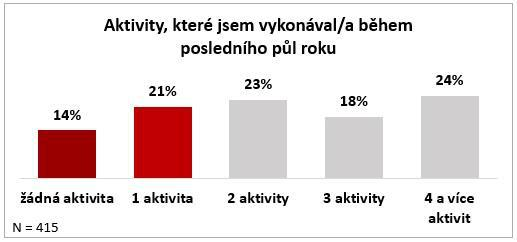 Aktivity, které jsem vykonával/a během
posledního půl roku
14%
21%
23%
18%
24%
žádná aktivita
1 aktivita
2 aktivity
3 aktivity
4 a více
aktivit
N = 415